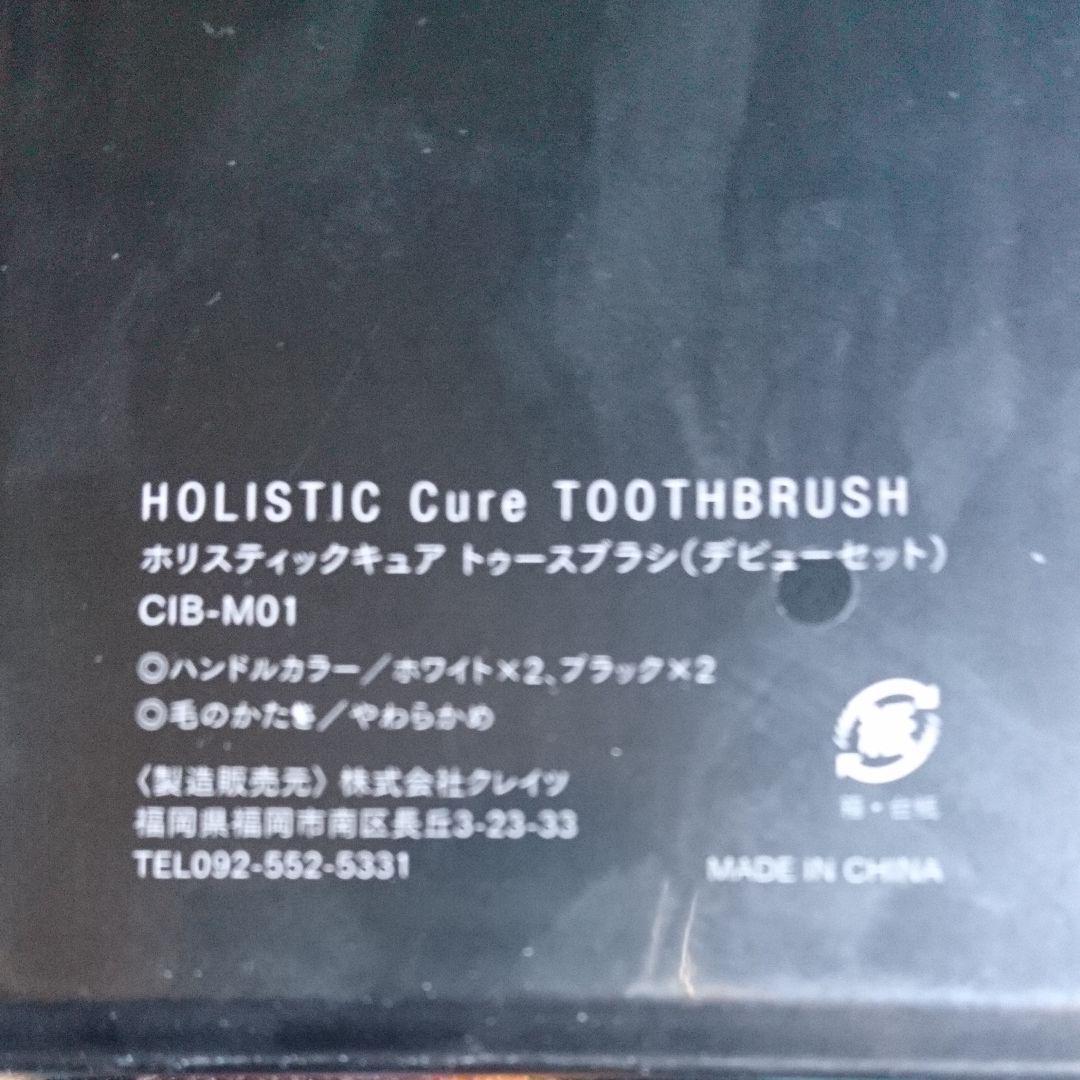 HOLISTIC Cure TOOTHBRUSH
ホリスティックキュア トゥースブラシ(デビューセット)
CIB-M01
◎ハンドルカラー/ホワイト×2、ブラック×2
◎毛のかたさ/やわらかめ
〈製造販売元〉株式会社クレイツ
福岡県福岡市南区長丘3-23-33
TEL092-552-5331
紙
箱・台紙
MADE IN CHINA